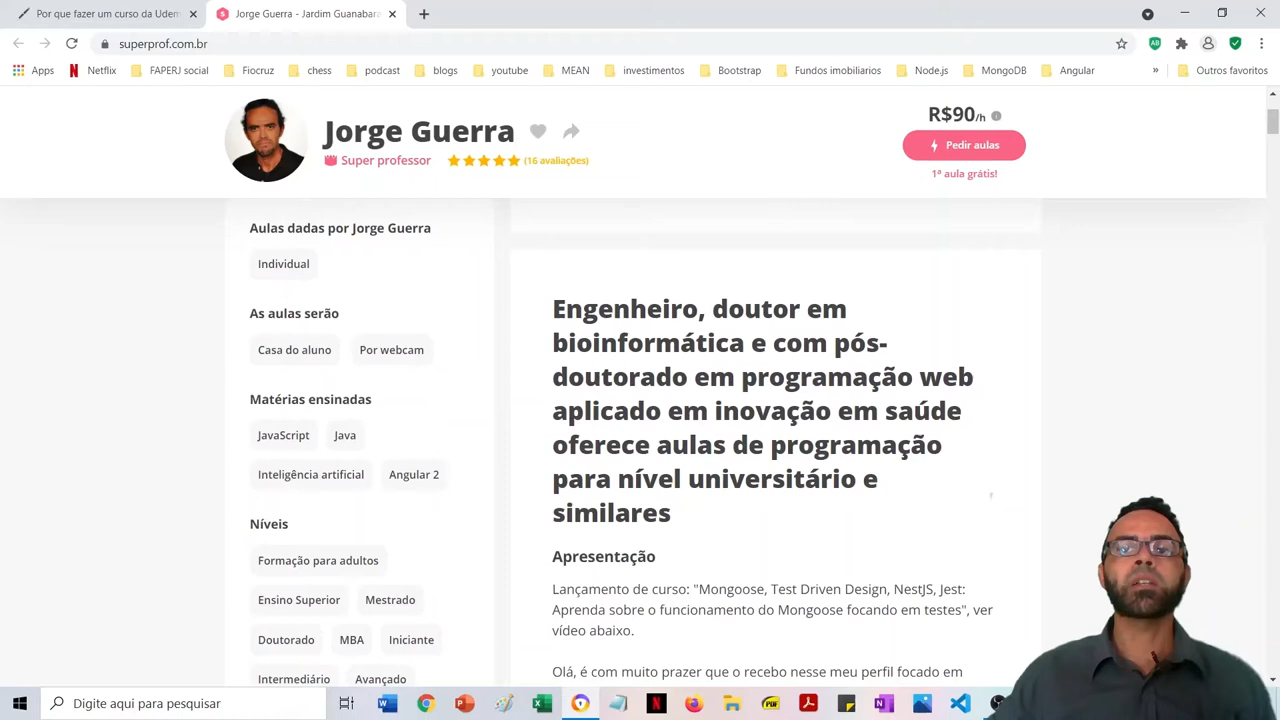 Por que fazer um curso da Udem
Jorge Guerra - Jardim Guanabara
superprof.com.br
Apps Netflix FAPERJ social Fiocruz chess podcast blogs youtube MEAN investimentos Bootstrap Fundos imobiliarios Node.js MongoDB Angular » Outros favoritos
Jorge Guerra
Super professor (16 avaliações)
R$90/h
Pedir aulas
1ª aula grátis!
Aulas dadas por Jorge Guerra
Individual
As aulas serão
Casa do aluno Por webcam
Matérias ensinadas
JavaScript Java
Inteligência artificial Angular 2
Níveis
Formação para adultos
Ensino Superior Mestrado
Doutorado MBA Iniciante
Intermediário Avançado
Engenheiro, doutor em
bioinformática e com pós-
doutorado em programação web
aplicado em inovação em saúde
oferece aulas de programação
para nível universitário e
similares
Apresentação
Lançamento de curso: "Mongoose, Test Driven Design, NestJS, Jest:
Aprenda sobre o funcionamento do Mongoose focando em testes", ver
vídeo abaixo.
Olá, é com muito prazer que o recebo nesse meu perfil focado em
Digite aqui para pesquisar